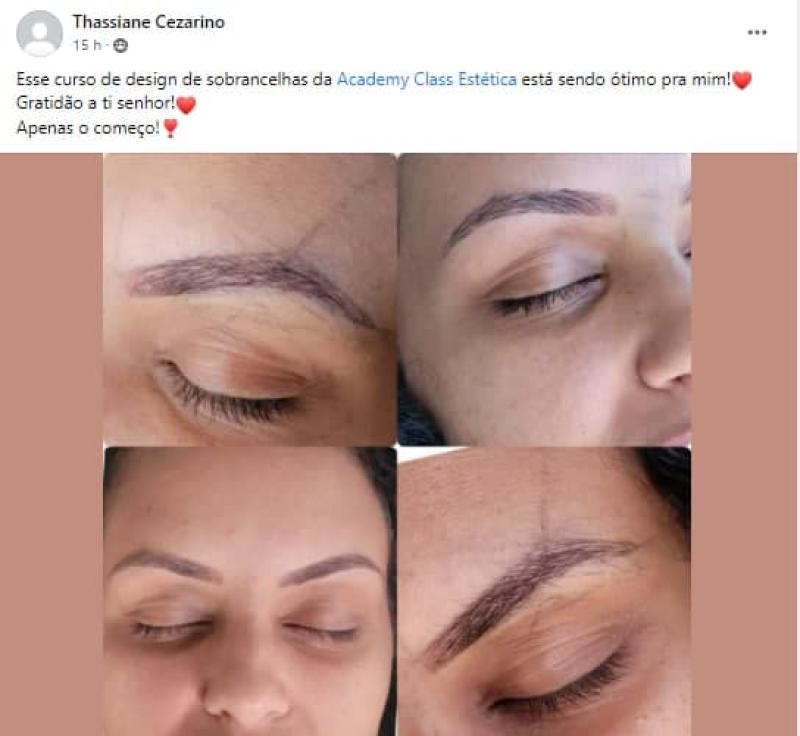 Thassiane Cezarino
15 h ·
Esse curso de design de sobrancelhas da Academy Class Estética está sendo ótimo pra mim!♥️
Gratidão a ti senhor!♥️
Apenas o começo!❣️